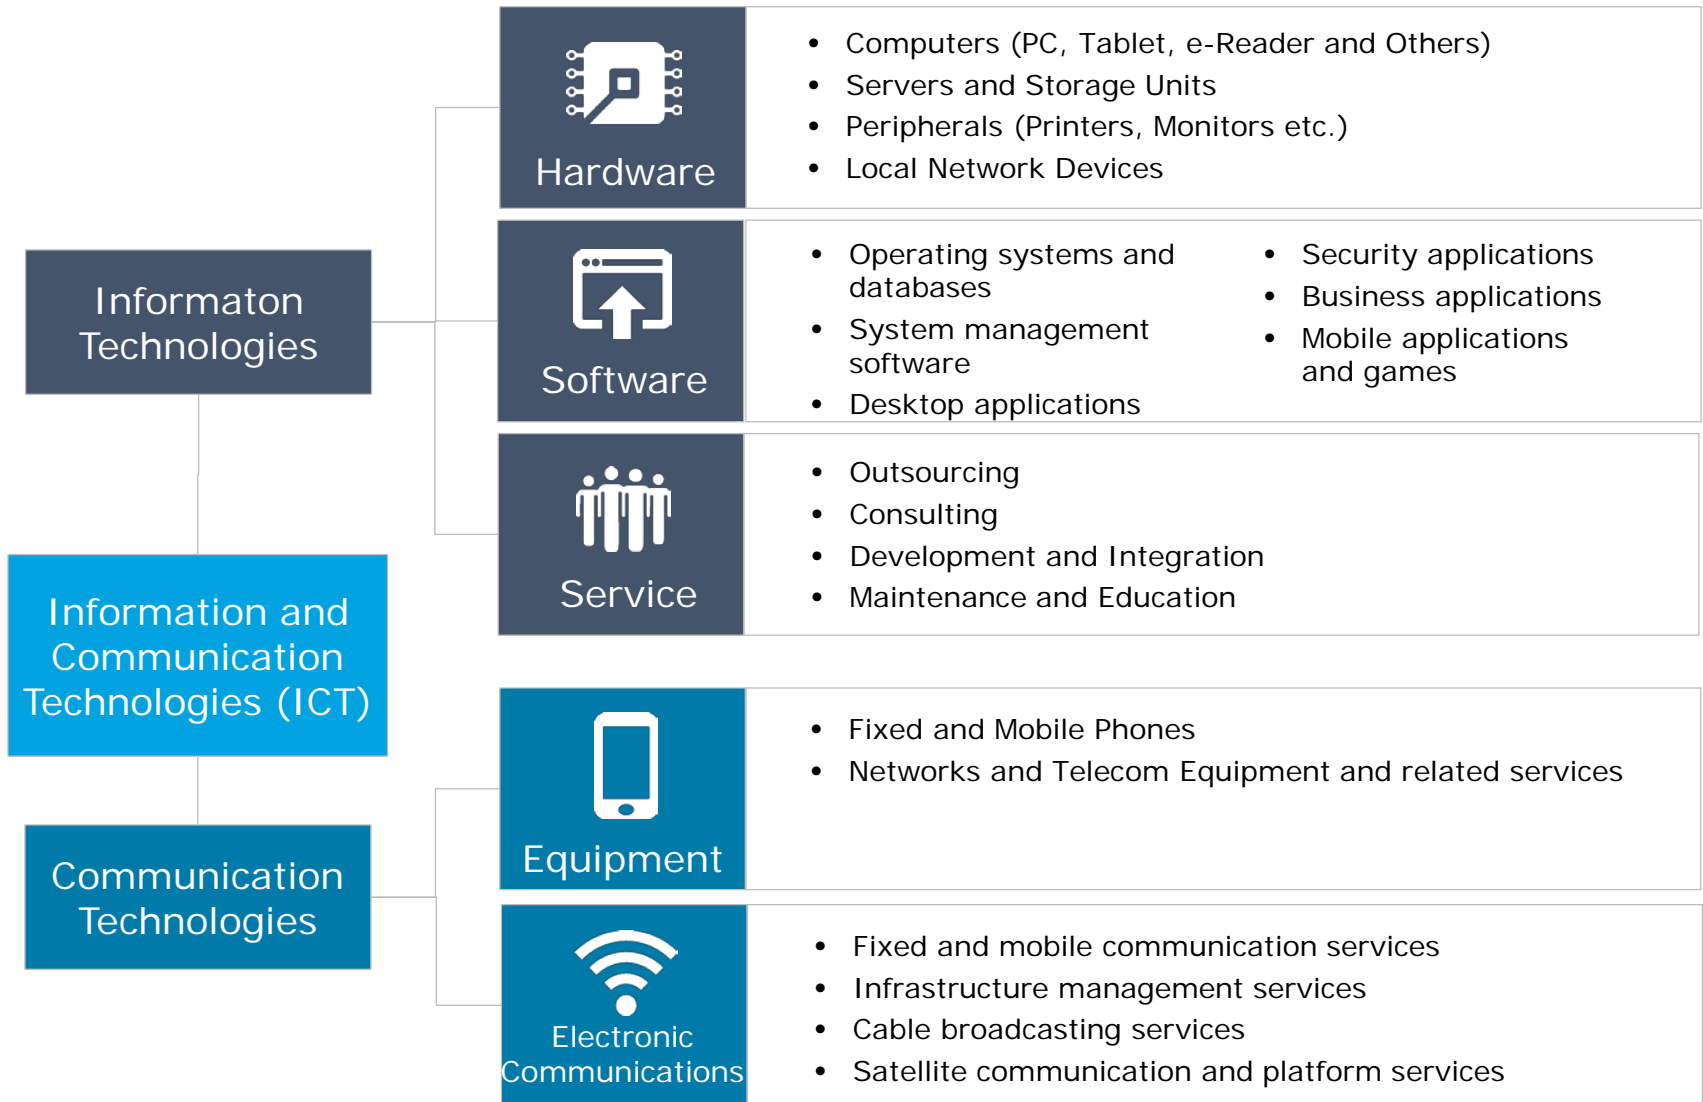 Hardware
• Computers (PC, Tablet, e-Reader and Others)
• Servers and Storage Units
• Peripherals (Printers, Monitors etc.)
• Local Network Devices
Informaton
Technologies
Software
• Operating systems and
databases
• System management
software
• Desktop applications
• Security applications
• Business applications
• Mobile applications
and games
Service
• Outsourcing
• Consulting
• Development and Integration
• Maintenance and Education
Information and
Communication
Technologies (ICT)
Equipment
• Fixed and Mobile Phones
• Networks and Telecom Equipment and related services
Communication
Technologies
Electronic
Communications
• Fixed and mobile communication services
• Infrastructure management services
• Cable broadcasting services
• Satellite communication and platform services